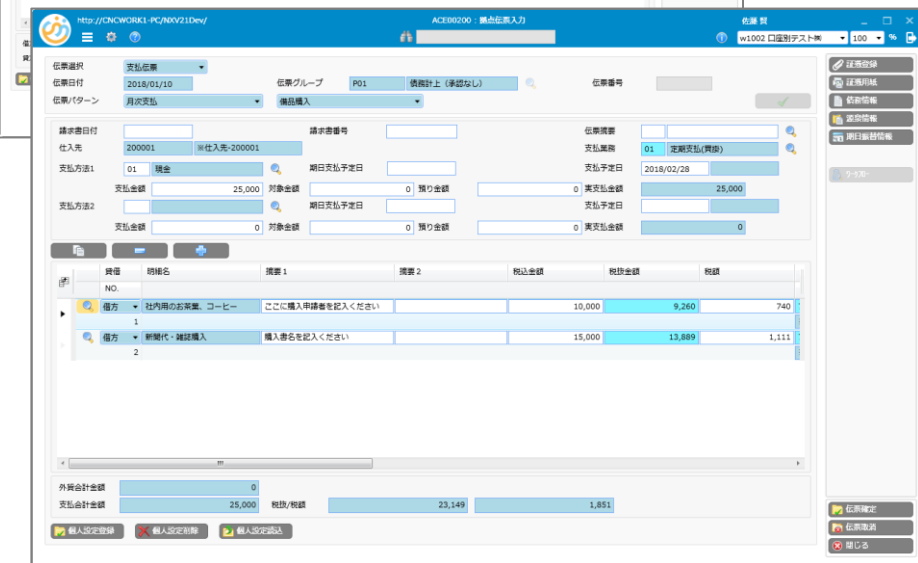 http://CNCWORK1-PC/NXV21Dev/ ACE00200：拠点伝票入力 佐藤 賢
w1002 口座別テスト㈱ 100 %
伝票選択 支払伝票
伝票日付 2018/01/10 伝票グループ P01 債務計上（承認なし） 伝票番号
伝票パターン 月次支払 備品購入
請求書日付 請求書番号 伝票摘要
仕入先 200001 ※仕入先-200001 支払業務 01 定期支払(買掛)
支払方法1 01 現金 期日支払予定日 支払予定日 2018/02/28
支払金額 25,000 対象金額 0 預り金額 0 実支払金額 25,000
支払方法2 期日支払予定日 支払予定日
支払金額 0 対象金額 0 預り金額 0 実支払金額 0
貸借 明細名 摘要1 摘要2 税込金額 税抜金額 税額
NO.
借方 社内用のお茶葉、コーヒー ここに購入申請者を記入ください 10,000 9,260 740
1
借方 新聞代・雑誌購入 購入書名を記入ください 15,000 13,889 1,111
2
外貨合計金額 0
支払合計金額 25,000 税抜/税額 23,149 1,851
個人設定登録 個人設定削除 個人設定読込
証憑登録
証憑用紙
債務情報
源泉情報
期日振替情報
伝票確定
伝票取消
閉じる